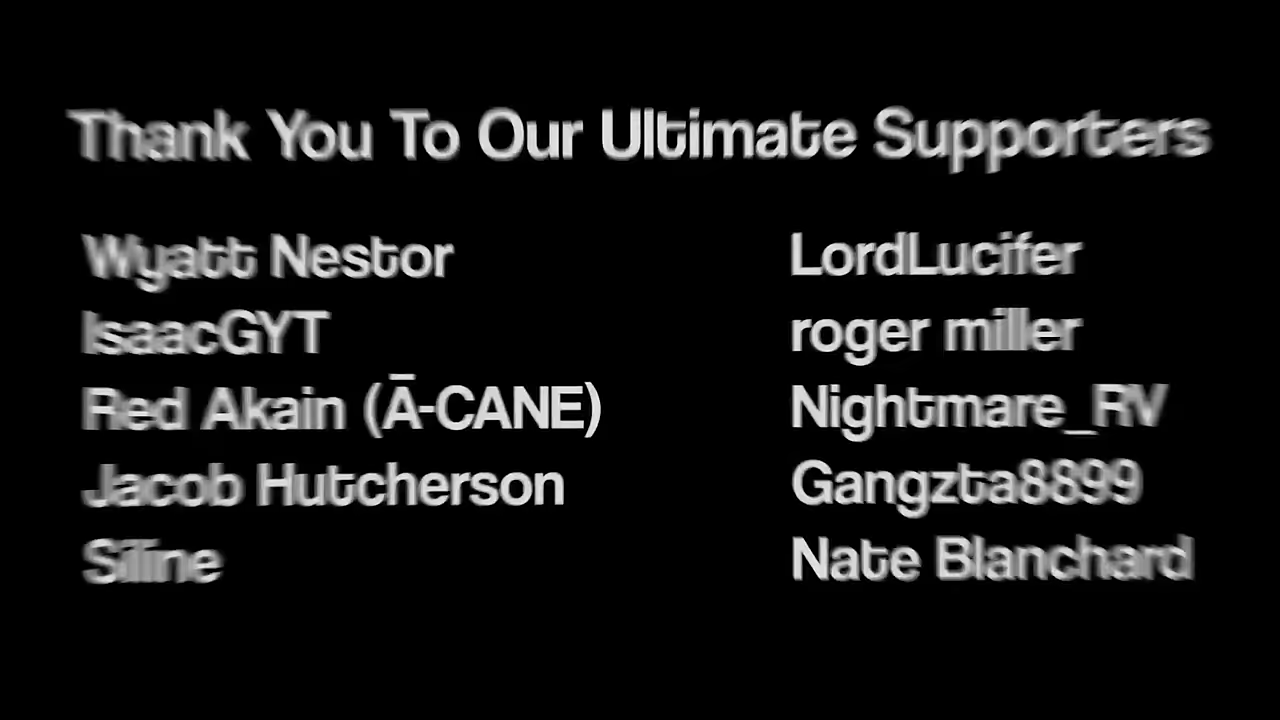 Thank You To Our Ultimate Supporters
Wyatt Nestor
IsaacGYT
Red Akain (Ā-CANE)
Jacob Hutcherson
Siline
LordLucifer
roger miller
Nightmare_RV
Gangzta8899
Nate Blanchard